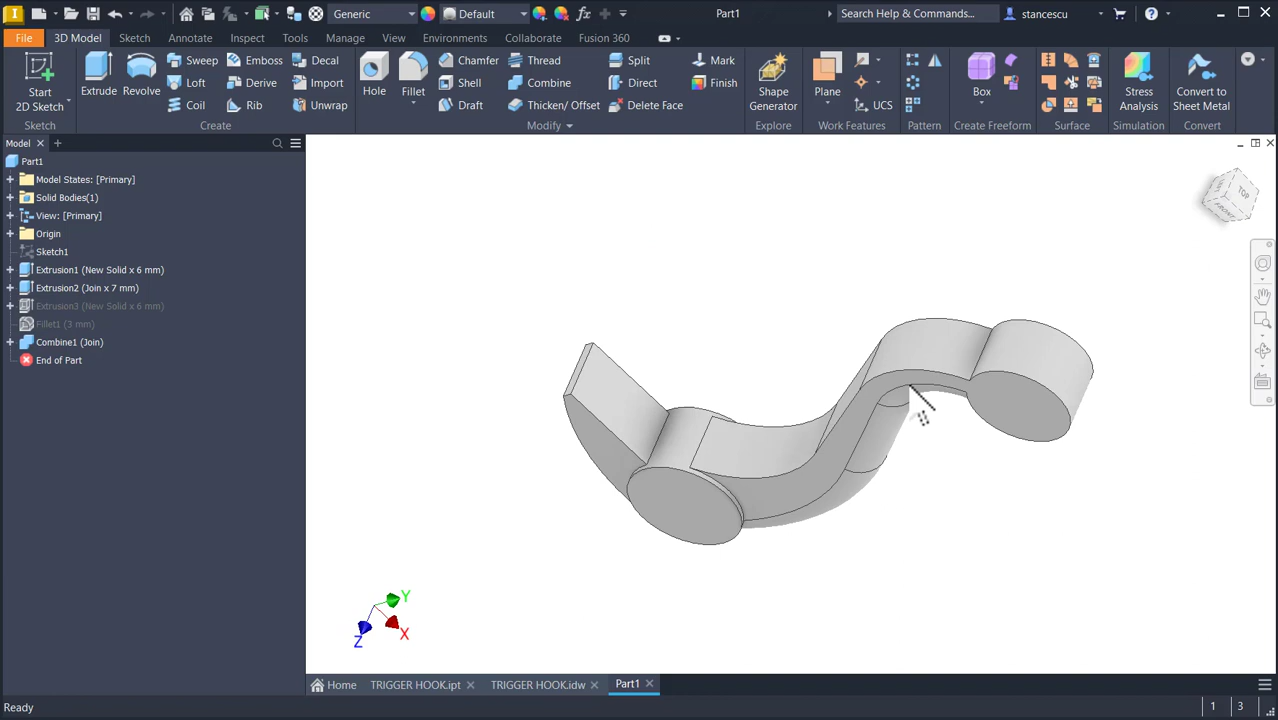 Generic
Default
Part1
Search Help & Commands...
stancescu
File
3D Model
Sketch
Annotate
Inspect
Tools
Manage
View
Environments
Collaborate
Fusion 360
Start
2D Sketch
Extrude
Revolve
Sweep
Loft
Coil
Emboss
Derive
Rib
Decal
Import
Unwrap
Hole
Fillet
Chamfer
Shell
Draft
Thread
Combine
Thicken/ Offset
Split
Direct
Delete Face
Mark
Finish
Shape
Generator
Plane
UCS
Box
Stress
Analysis
Convert to
Sheet Metal
Sketch
Create
Modify
Explore
Work Features
Pattern
Create Freeform
Surface
Simulation
Convert
Model
Part1
Model States: [Primary]
Solid Bodies(1)
View: [Primary]
Origin
Sketch1
Extrusion1 (New Solid x 6 mm)
Extrusion2 (Join x 7 mm)
Extrusion3 (New Solid x 6 mm)
Fillet1 (3 mm)
Combine1 (Join)
End of Part
TOP
Y
X
Z
Home
TRIGGER HOOK.ipt
TRIGGER HOOK.idw
Part1
Ready
1
3